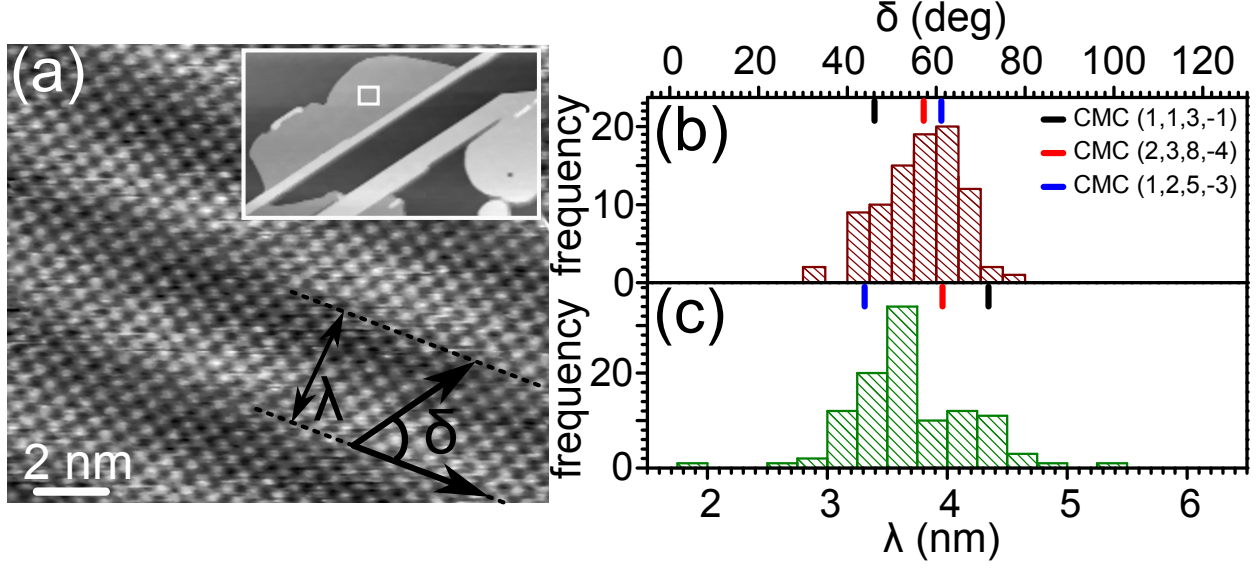 (a)
λ
δ
2 nm
δ (deg)
0 20 40 60 80 100 120
(b)
CMC (1,1,3,-1)
CMC (2,3,8,-4)
CMC (1,2,5,-3)
frequency
20
10
0
(c)
frequency
20
0
2 3 4 5 6
λ (nm)